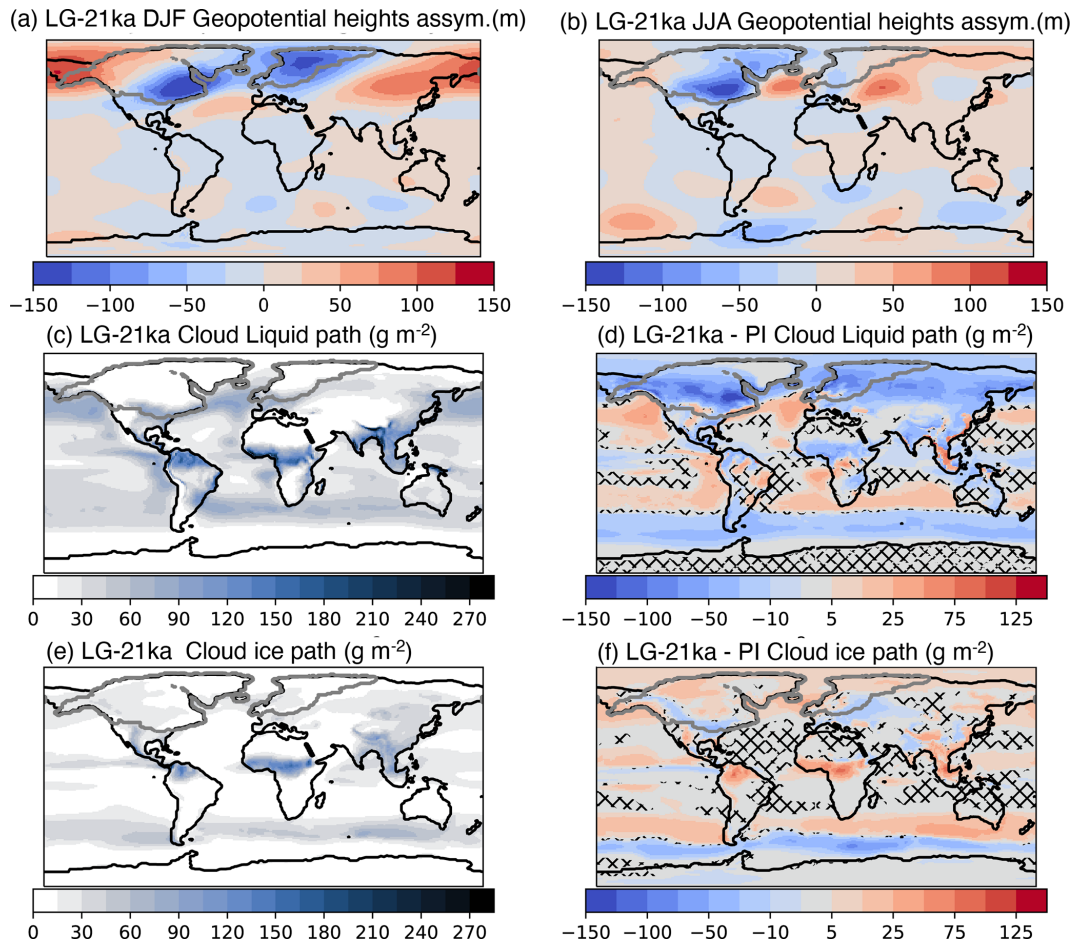 (a) LG-21ka DJF Geopotential heights assym.(m)
(b) LG-21ka JJA Geopotential heights assym.(m)
−150 −100 −50 0 50 100 150
−150 −100 −50 0 50 100 150
(c) LG-21ka Cloud Liquid path (g m-2)
(d) LG-21ka - PI Cloud Liquid path (g m-2)
0 30 60 90 120 150 180 210 240 270
−150 −100 −50 −10 5 25 75 125
(e) LG-21ka Cloud ice path (g m-2)
(f) LG-21ka - PI Cloud ice path (g m-2)
0 30 60 90 120 150 180 210 240 270
−150 −100 −50 −10 5 25 75 125